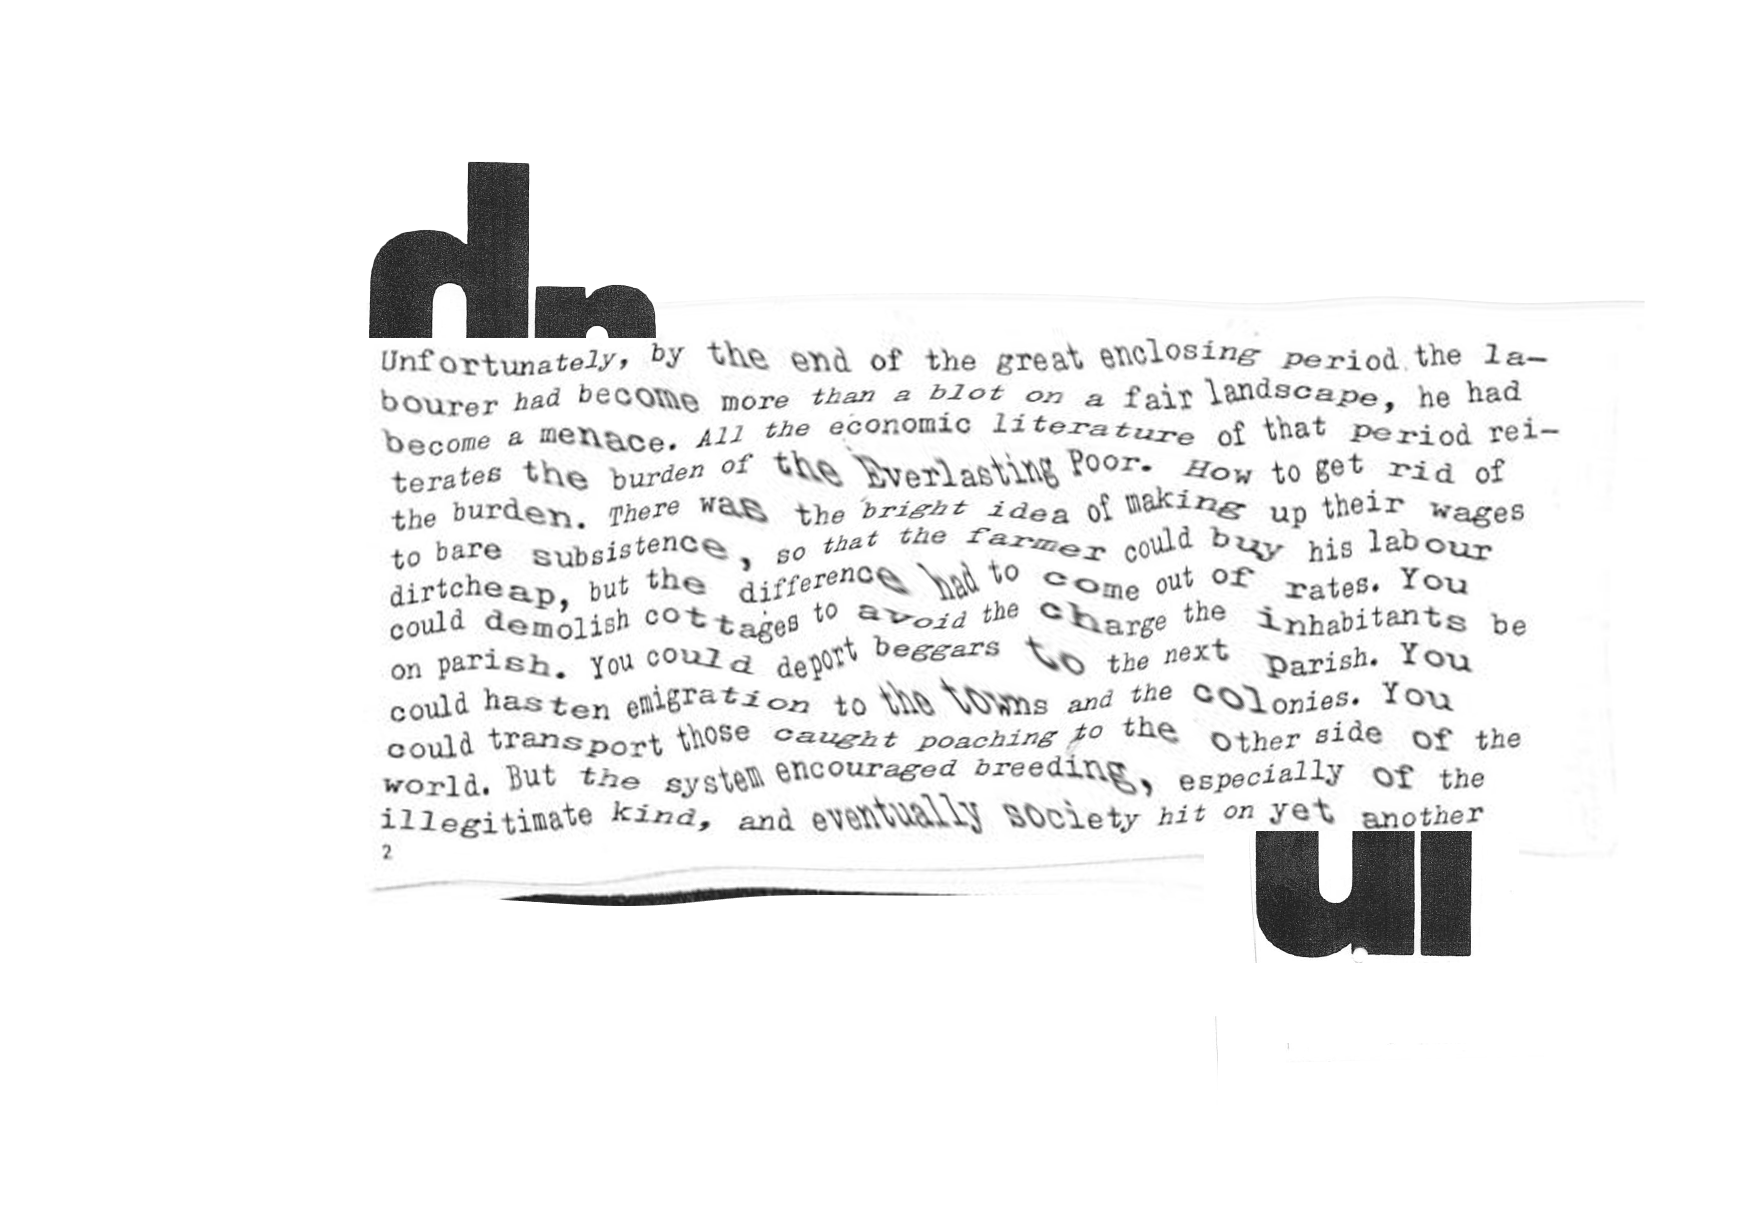 dn
Unfortunately, by the end of the great enclosing period the la-
bourer had become more than a blot on a fair landscape, he had
become a menace. All the economic literature of that period rei-
terates the burden of the Everlasting Poor. How to get rid of
the burden. There was the bright idea of making up their wages
to bare subsistence, so that the farmer could buy his labour
dirtcheap, but the difference had to come out of rates. You
could demolish cottages to avoid the charge the inhabitants be
on parish. You could deport beggars to the next parish. You
could hasten emigration to the towns and the colonies. You
could transport those caught poaching to the other side of the
world. But the system encouraged breeding, especially of the
illegitimate kind, and eventually society hit on yet another
2